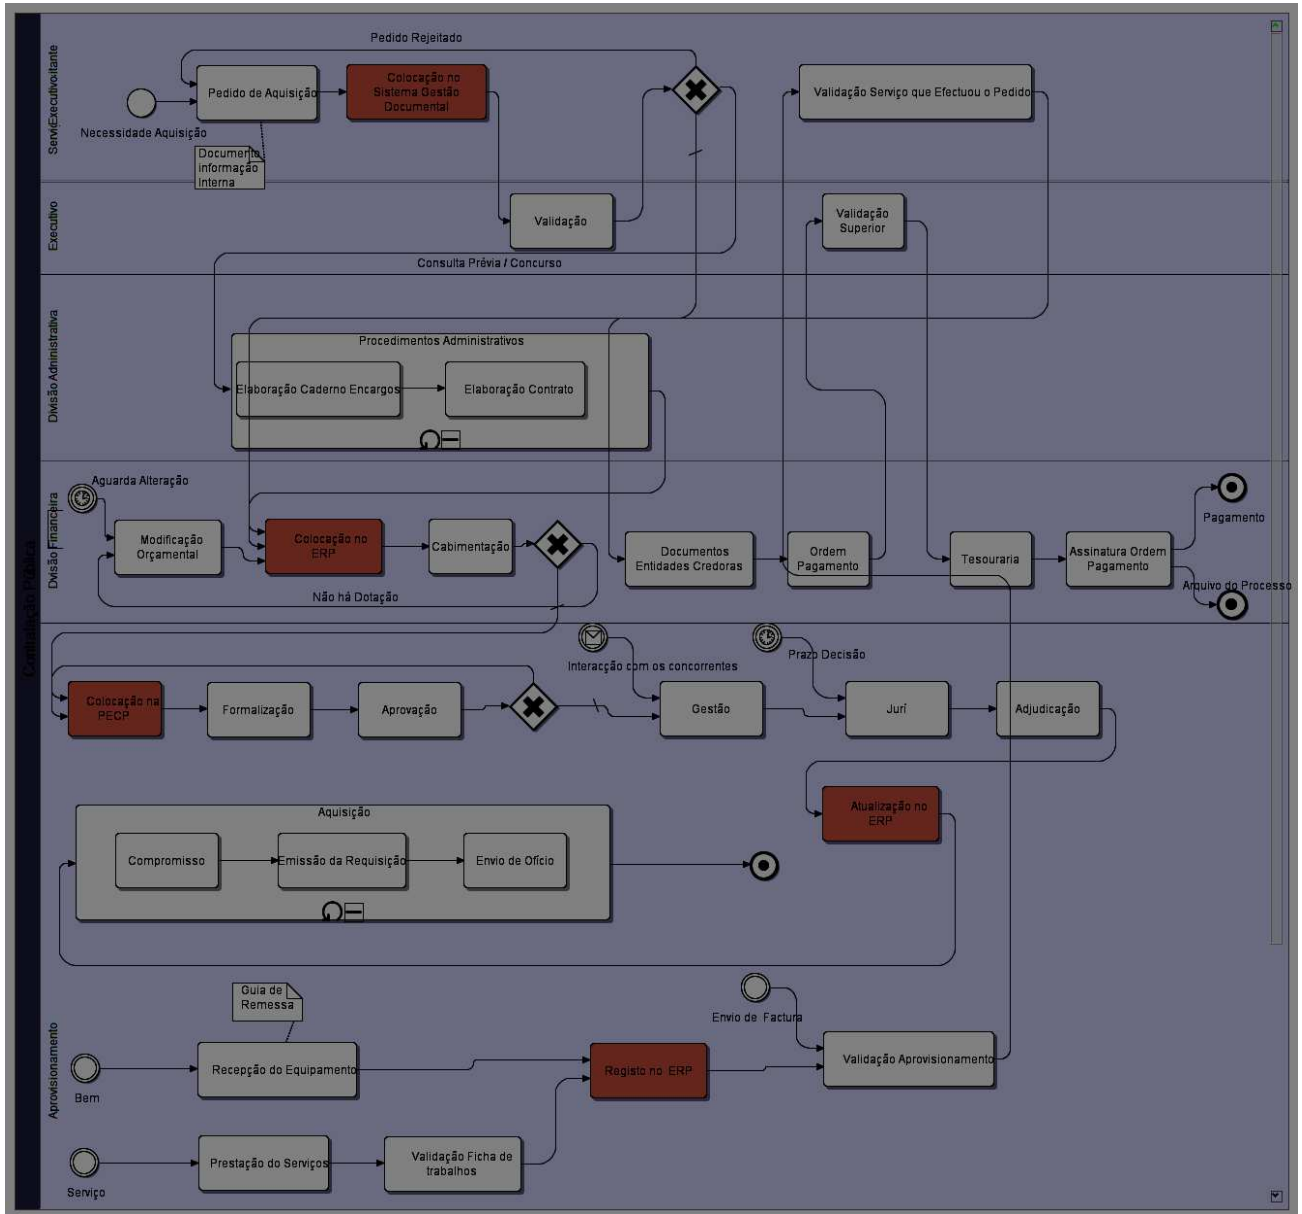 Contratação Pública
Pedido Rejeitado
Pedido de Aquisição
Colocação no
Sistema Gestão
Documental
Validação Serviço que Efectuou o Pedido
Necessidade Aquisição
Documento
informação
Interna
Executivo
Validação
Validação
Superior
Consulta Prévia / Concurso
Divisão Administrativa
Procedimentos Administrativos
Elaboração Caderno Encargos
Elaboração Contrato
Divisão Financeira
Aguarda Alteração
Modificação
Orçamental
Colocação no
ERP
Cabimentação
Não há Dotação
Documentos
Entidades Credoras
Ordem
Pagamento
Tesouraria
Assinatura Ordem
Pagamento
Pagamento
Arquivo do Processo
Interacção com os concorrentes
Prazo Decisão
Colocação na
PECP
Formalização
Aprovação
Gestão
Jurí
Adjudicação
Atualização no
ERP
Aquisição
Compromisso
Emissão da Requisição
Envio de Ofício
Aprovisionamento
Guia de
Remessa
Envio de Factura
Recepção do Equipamento
Registo no ERP
Validação Aprovisionamento
Bem
Prestação do Serviços
Validação Ficha de
trabalhos
Serviço